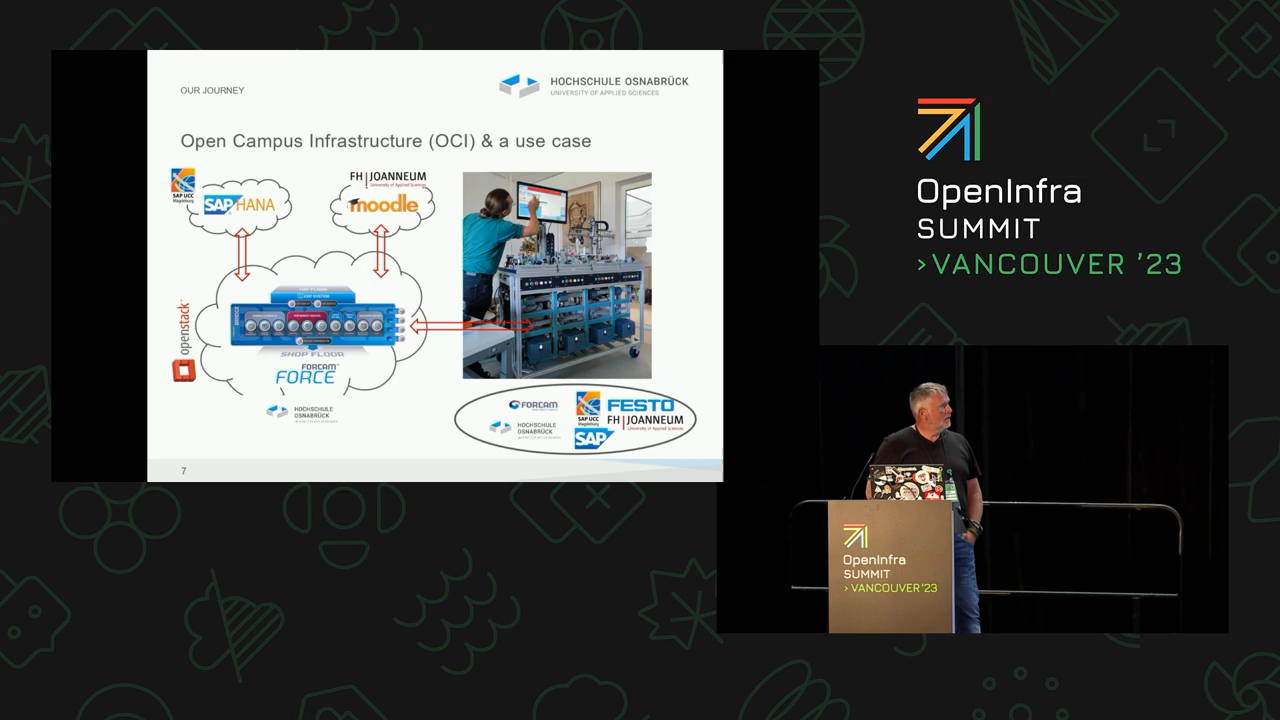 OUR JOURNEY
HOCHSCHULE OSNABRÜCK
UNIVERSITY OF APPLIED SCIENCES
Open Campus Infrastructure (OCI) & a use case
SAP UCC
Magdeburg
SAP HANA
FH JOANNEUM
University of Applied Sciences
moodle
openstack
SHOP FLOOR
FORCAM
FORCE
HOCHSCHULE
OSNABRÜCK
FORCAM
HOCHSCHULE
OSNABRÜCK
SAP UCC
Magdeburg
FESTO
FH JOANNEUM
University of Applied Sciences
SAP
7
OpenInfra
SUMMIT
>VANCOUVER '23
OpenInfra
SUMMIT
>VANCOUVER '23